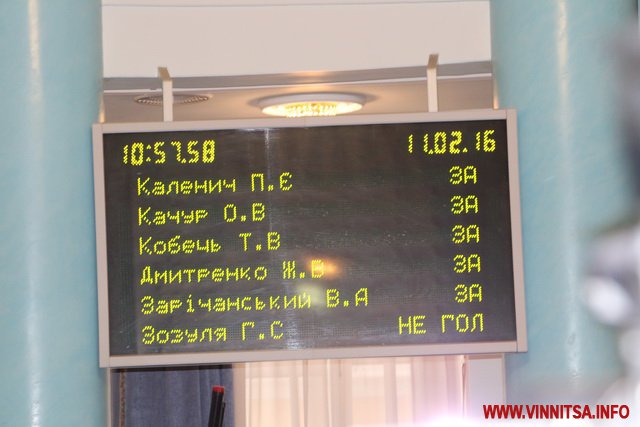 10:57.58 11.02.16
Каленич П.Є ЗА
Качур О.В ЗА
Кобець Т.В ЗА
Дмитренко Ж.В ЗА
Зарічанський В.А ЗА
Зозуля Г.С НЕ ГОЛ
WWW.VINNITSA.INFO